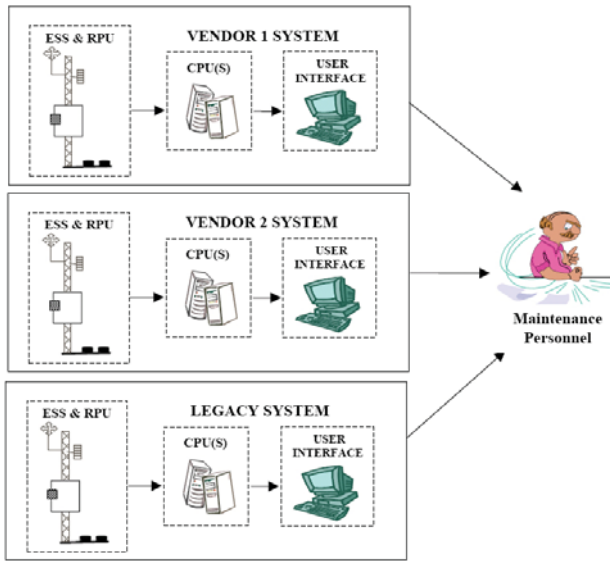 VENDOR 1 SYSTEM
ESS & RPU
CPU(S)
USER
INTERFACE
VENDOR 2 SYSTEM
ESS & RPU
CPU(S)
USER
INTERFACE
Maintenance
Personnel
LEGACY SYSTEM
ESS & RPU
CPU(S)
USER
INTERFACE